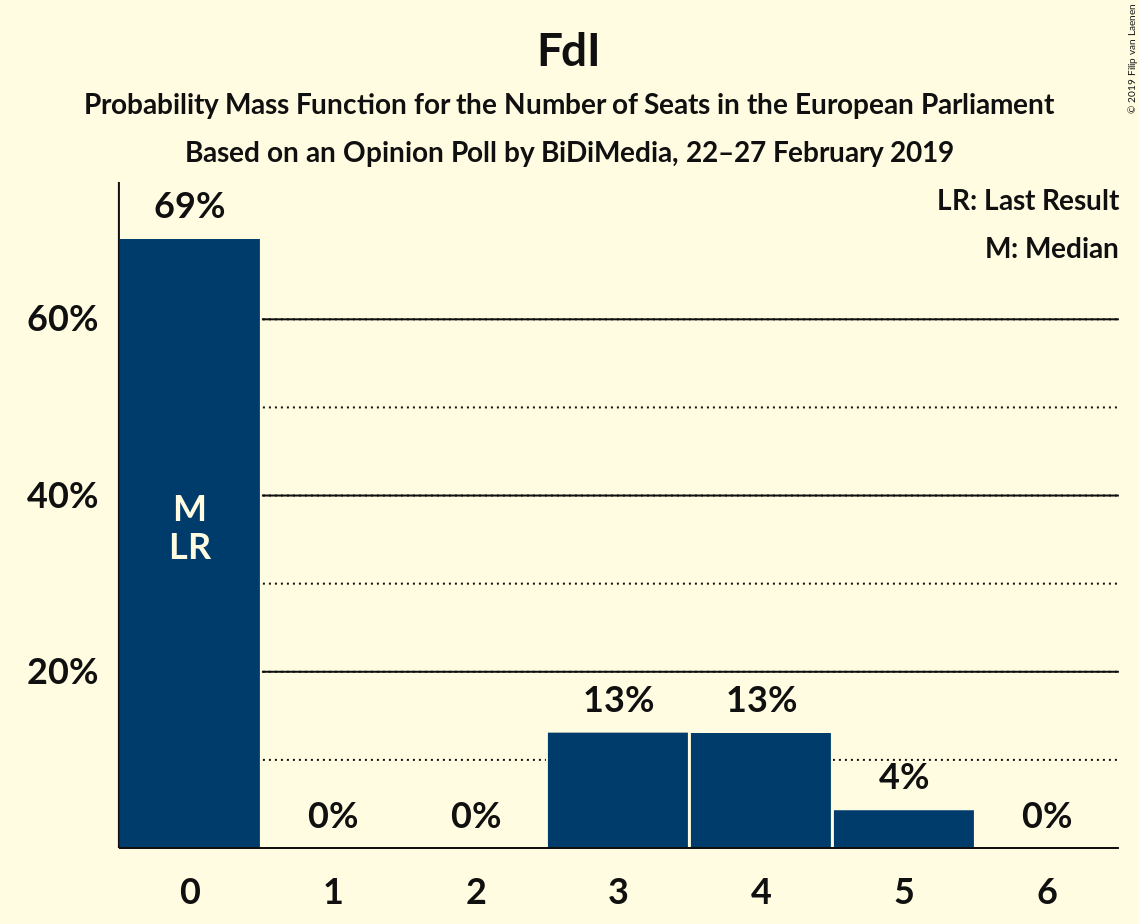 FdI
Probability Mass Function for the Number of Seats in the European Parliament
Based on an Opinion Poll by BiDiMedia, 22–27 February 2019
© 2019 Filip van Laenen
LR: Last Result
M: Median
69%
60%
40%
20%
M
LR
0%
0%
13%
13%
4%
0%
0
1
2
3
4
5
6